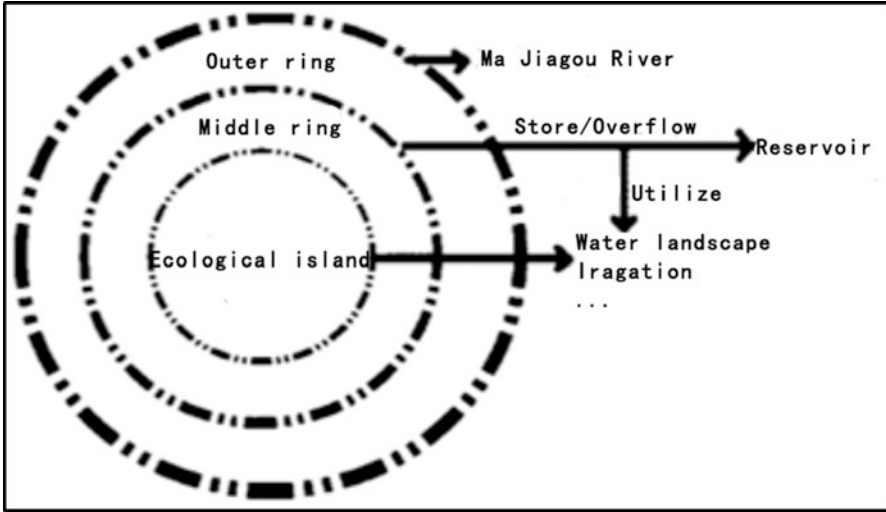 Outer ring
Ma Jiagou River
Middle ring
Store/Overflow
Reservoir
Utilize
Ecological island
Water landscape
Iragation
...